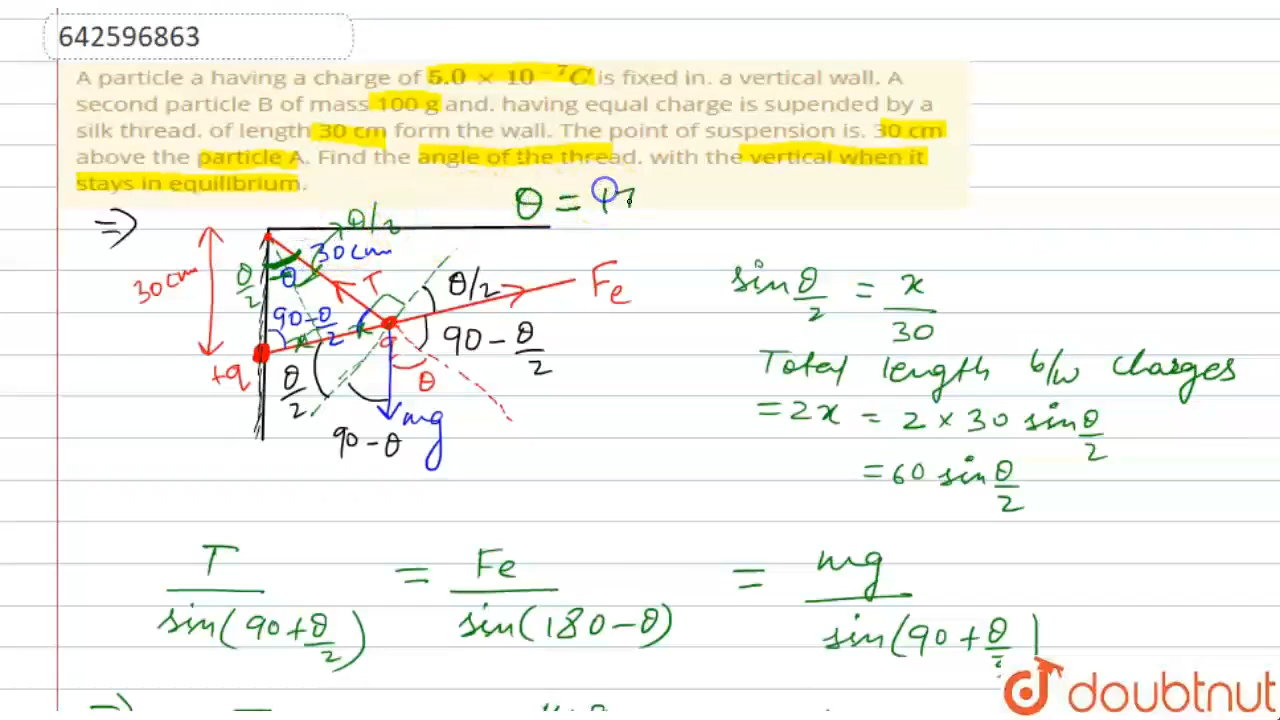 642596863
A particle a having a charge of 5.0 × 10⁻⁷C is fixed in. a vertical wall. A
second particle B of mass 100 g and. having equal charge is supended by a
silk thread. of length 30 cm form the wall. The point of suspension is. 30 cm
above the particle A. Find the angle of the thread. with the vertical when it
stays in equilibrium.
⇒
θ = 17
θ/2
30cm
30cm
θ/2
θ
T
θ/2
Fe
90-θ/2
x
x
90 - θ/2
+q
θ/2
θ
mg
90 - θ
sin θ/2 = x/30
Total length b/w charges
= 2x = 2 × 30 sin θ/2
= 60 sin θ/2
T/sin(90+θ/2) = Fe/sin(180-θ) = mg/sin(90+θ/2)
⇒
doubtnut